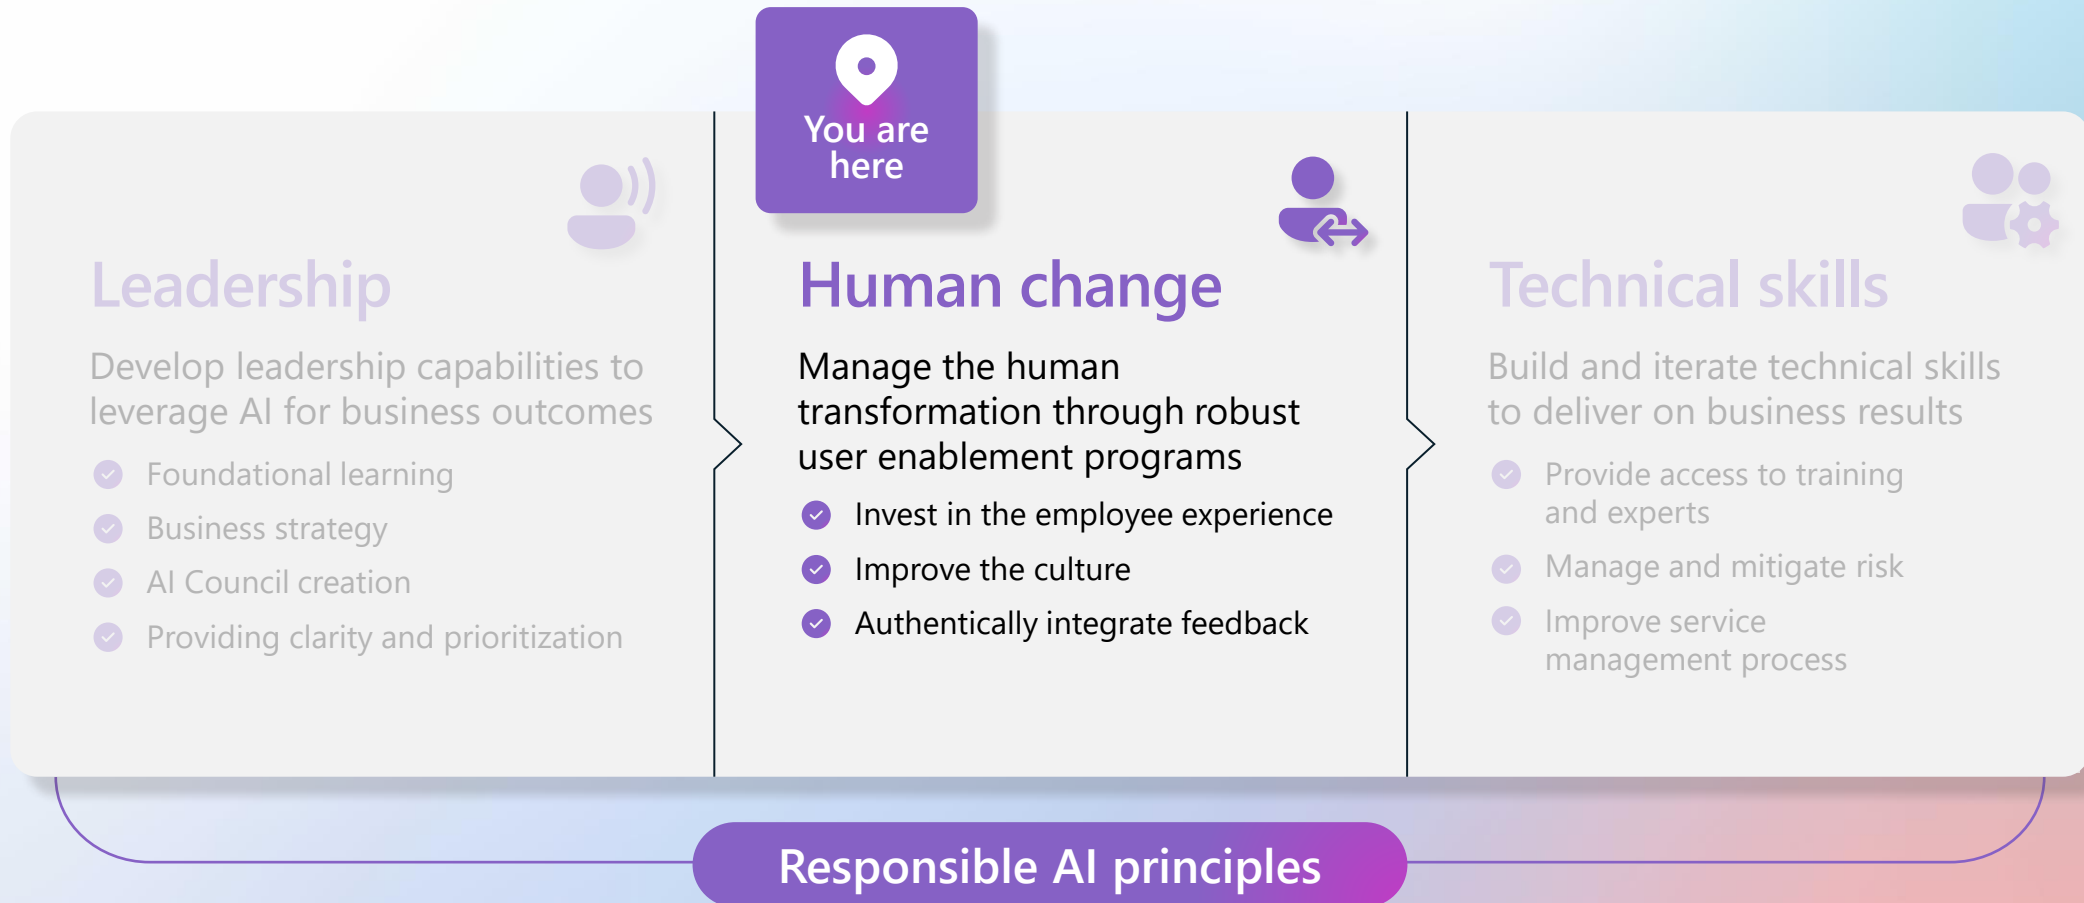 You are
here
Leadership
Develop leadership capabilities to
leverage AI for business outcomes
Foundational learning
Business strategy
AI Council creation
Providing clarity and prioritization
Human change
Manage the human
transformation through robust
user enablement programs
Invest in the employee experience
Improve the culture
Authentically integrate feedback
Technical skills
Build and iterate technical skills
to deliver on business results
Provide access to training
and experts
Manage and mitigate risk
Improve service
management process
Responsible AI principles